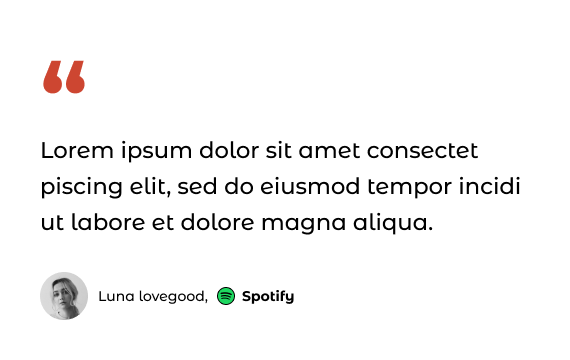 “
Lorem ipsum dolor sit amet consectet
piscing elit, sed do eiusmod tempor incidi
ut labore et dolore magna aliqua.
Luna lovegood, Spotify